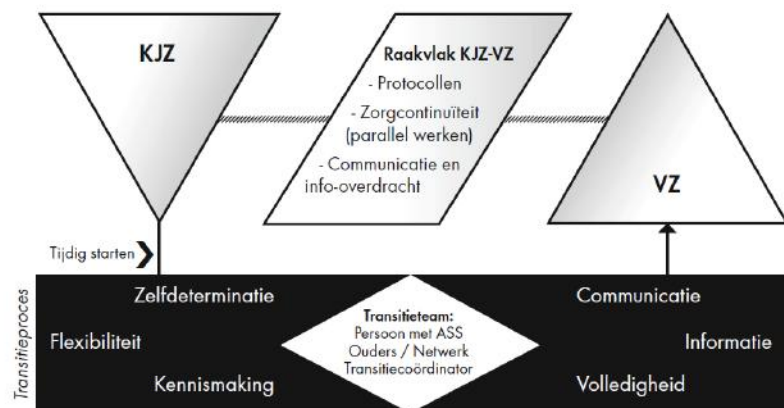 KJZ
Raakvlak KJZ-VZ
- Protocollen
- Zorgcontinuïteit
(parallel werken)
- Communicatie en
info-overdracht
VZ
Tijdig starten
Transitieproces
Zelfdeterminatie
Flexibiliteit
Kennismaking
Transitieteam:
Persoon met ASS
Ouders / Netwerk
Transitiecoördinator
Communicatie
Informatie
Volledigheid